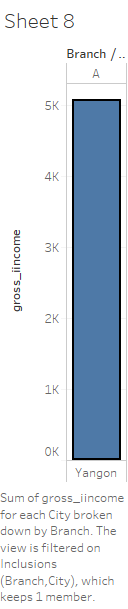 Sheet 8
Branch / ..
A
5K
4K
3K
2K
1K
0K
gross_iincome
Yangon
Sum of gross_iincome
for each City broken
down by Branch. The
view is filtered on
Inclusions
(Branch,City), which
keeps 1 member.